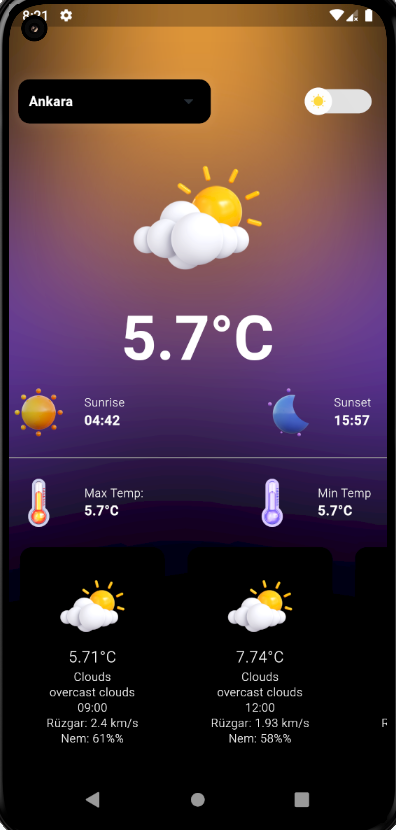 8:21
Ankara
5.7°C
Sunrise
04:42
Sunset
15:57
Max Temp:
5.7°C
Min Temp
5.7°C
5.71°C
Clouds
overcast clouds
09:00
Rüzgar: 2.4 km/s
Nem: 61%%
7.74°C
Clouds
overcast clouds
12:00
Rüzgar: 1.93 km/s
Nem: 58%%